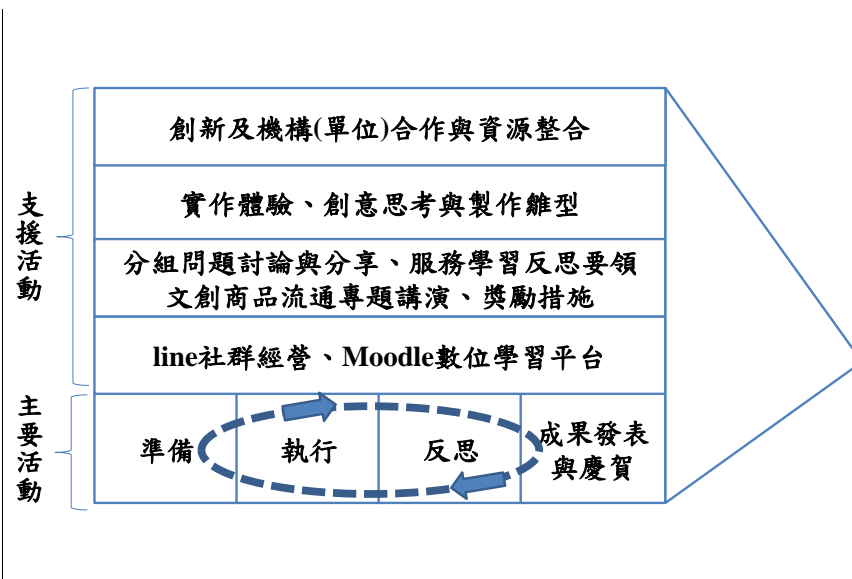 支援活動
創新及機構(單位)合作與資源整合
實作體驗、創意思考與製作雛型
分組問題討論與分享、服務學習反思要領
文創商品流通專題講演、獎勵措施
line社群經營、Moodle數位學習平台
主要活動
準備
執行
反思
成果發表
與慶賀